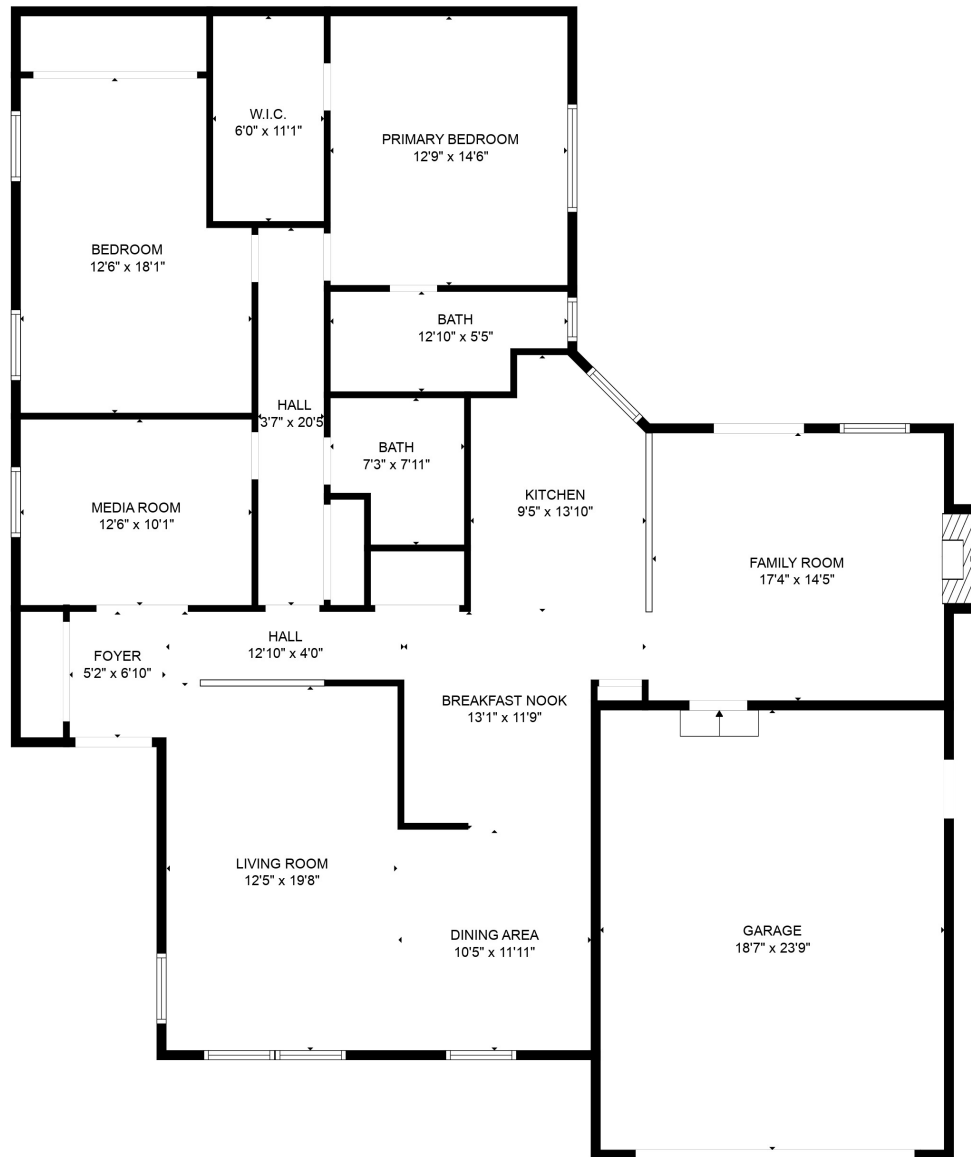 W.I.C.
6'0" x 11'1"
PRIMARY BEDROOM
12'9" x 14'6"
BEDROOM
12'6" x 18'1"
BATH
12'10" x 5'5"
HALL
3'7" x 20'5
BATH
7'3" x 7'11"
KITCHEN
9'5" x 13'10"
MEDIA ROOM
12'6" x 10'1"
FAMILY ROOM
17'4" x 14'5"
HALL
12'10" x 4'0"
FOYER
5'2" x 6'10"
BREAKFAST NOOK
13'1" x 11'9"
LIVING ROOM
12'5" x 19'8"
DINING AREA
10'5" x 11'11"
GARAGE
18'7" x 23'9"